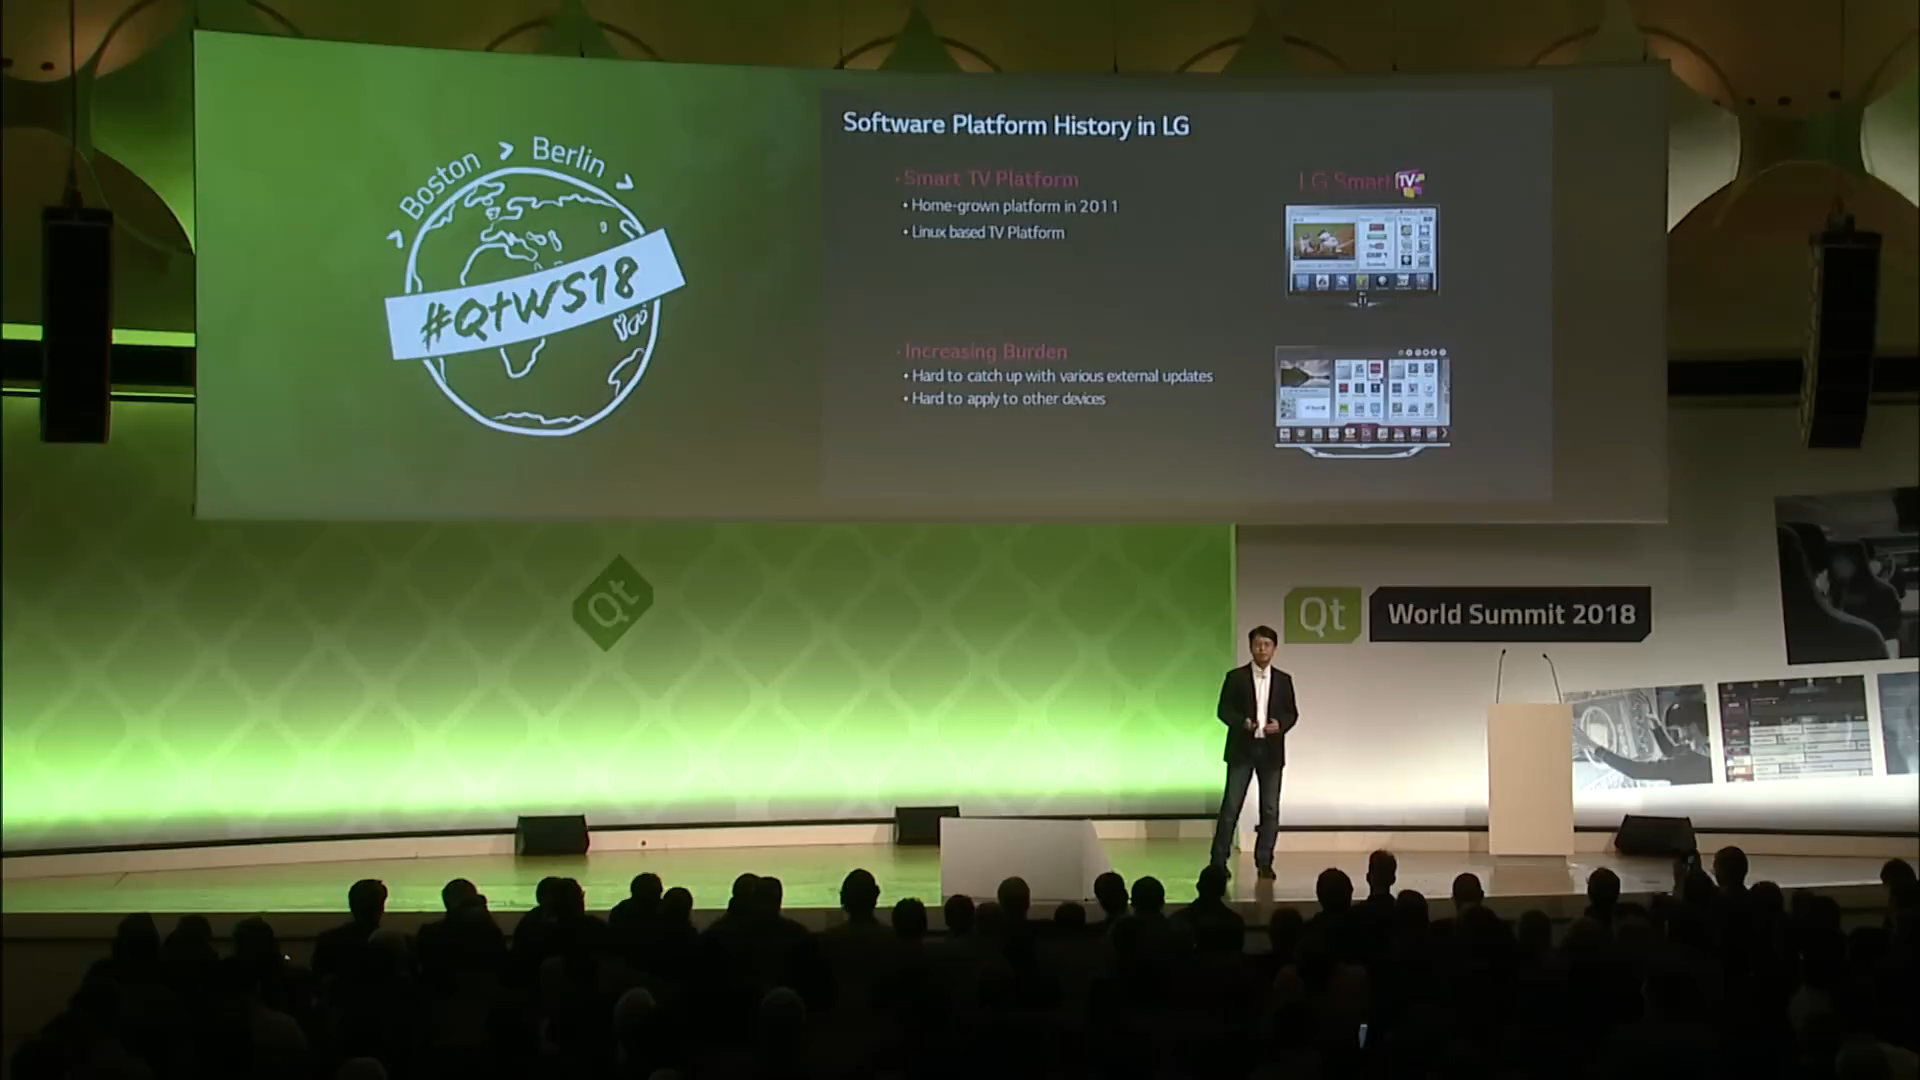 Boston > Berlin >
#QtWS18
Software Platform History in LG
• Smart TV Platform
• Home-grown platform in 2011
• Linux based TV Platform
LG Smart TV
• Increasing Burden
• Hard to catch up with various external updates
• Hard to apply to other devices
Qt
Qt World Summit 2018